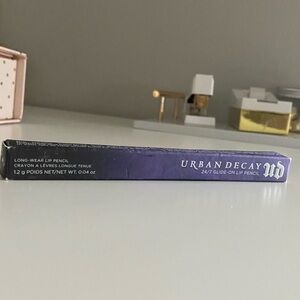 LONG-WEAR LIP PENCIL
CRAYON À LÈVRES LONGUE TENUE
1.2 g POIDS NET/NET WT. 0.04 oz
URBAN DECAY
24/7 GLIDE-ON LIP PENCIL
UD